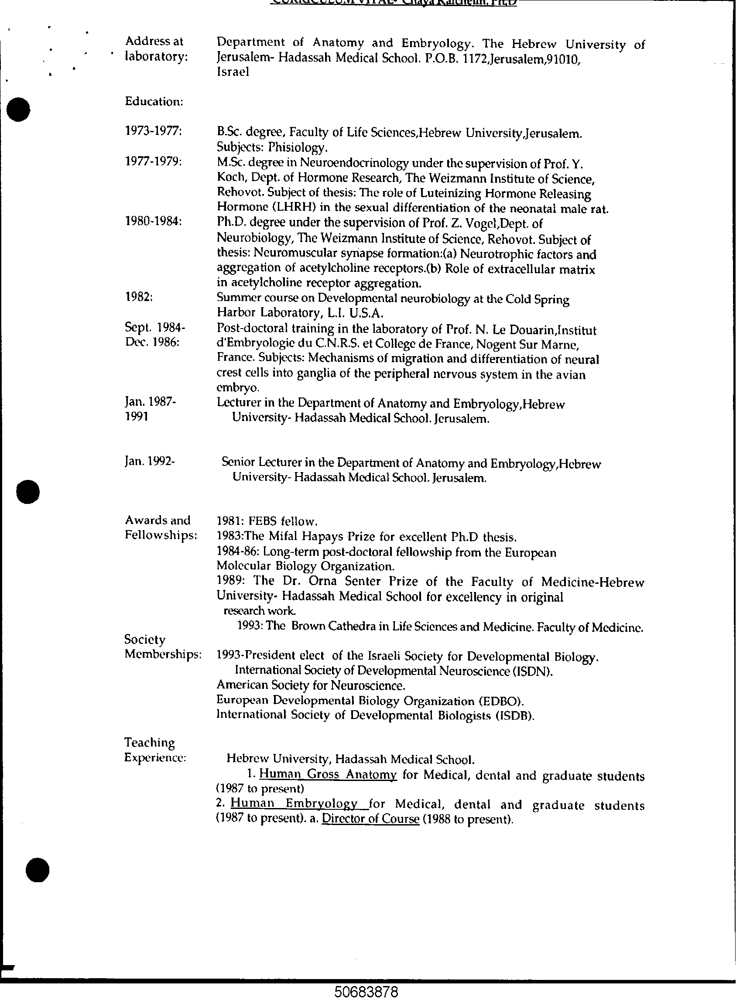 CURRICULUM VITAE- Chaya Kalcheim, Ph.D
Address at
laboratory:
Department of Anatomy and Embryology. The Hebrew University of
Jerusalem- Hadassah Medical School. P.O.B. 1172,Jerusalem,91010,
Israel
Education:
1973-1977: B.Sc. degree, Faculty of Life Sciences,Hebrew University,Jerusalem.
Subjects: Phisiology.
1977-1979: M.Sc. degree in Neuroendocrinology under the supervision of Prof. Y.
Koch, Dept. of Hormone Research, The Weizmann Institute of Science,
Rehovot. Subject of thesis: The role of Luteinizing Hormone Releasing
Hormone (LHRH) in the sexual differentiation of the neonatal male rat.
1980-1984: Ph.D. degree under the supervision of Prof. Z. Vogel,Dept. of
Neurobiology, The Weizmann Institute of Science, Rehovot. Subject of
thesis: Neuromuscular synapse formation:(a) Neurotrophic factors and
aggregation of acetylcholine receptors.(b) Role of extracellular matrix
in acetylcholine receptor aggregation.
1982: Summer course on Developmental neurobiology at the Cold Spring
Harbor Laboratory, L.I. U.S.A.
Sept. 1984- Post-doctoral training in the laboratory of Prof. N. Le Douarin,Institut
Dec. 1986: d'Embryologie du C.N.R.S. et College de France, Nogent Sur Marne,
France. Subjects: Mechanisms of migration and differentiation of neural
crest cells into ganglia of the peripheral nervous system in the avian
embryo.
Jan. 1987- Lecturer in the Department of Anatomy and Embryology,Hebrew
1991 University- Hadassah Medical School. Jerusalem.
Jan. 1992- Senior Lecturer in the Department of Anatomy and Embryology,Hebrew
University- Hadassah Medical School. Jerusalem.
Awards and 1981: FEBS fellow.
Fellowships: 1983:The Mifal Hapays Prize for excellent Ph.D thesis.
1984-86: Long-term post-doctoral fellowship from the European
Molecular Biology Organization.
1989: The Dr. Orna Senter Prize of the Faculty of Medicine-Hebrew
University- Hadassah Medical School for excellency in original
research work.
1993: The Brown Cathedra in Life Sciences and Medicine. Faculty of Medicine.
Society
Memberships: 1993-President elect of the Israeli Society for Developmental Biology.
International Society of Developmental Neuroscience (ISDN).
American Society for Neuroscience.
European Developmental Biology Organization (EDBO).
International Society of Developmental Biologists (ISDB).
Teaching
Experience: Hebrew University, Hadassah Medical School.
1. Human Gross Anatomy for Medical, dental and graduate students
(1987 to present)
2. Human Embryology for Medical, dental and graduate students
(1987 to present). a. Director of Course (1988 to present).
50683878